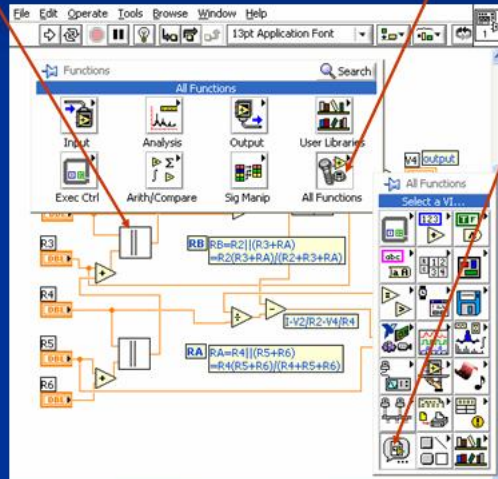 File Edit Operate Tools Browse Window Help
13pt Application Font
Functions Search
All Functions
Input Analysis Output User Libraries
Exec Ctrl Arith/Compare Sig Manip All Functions
V4 output
All Functions
Select a VI...
R3
RB RB=R2||(R3+RA)
=R2(R3+RA)/(R2+R3+RA)
R4
I-V2/R2-V4/R4
R5
RA RA=R4||(R5+R6)
=R4(R5+R6)/(R4+R5+R6)
R6
DBL
DBL
DBL
DBL
123
abc